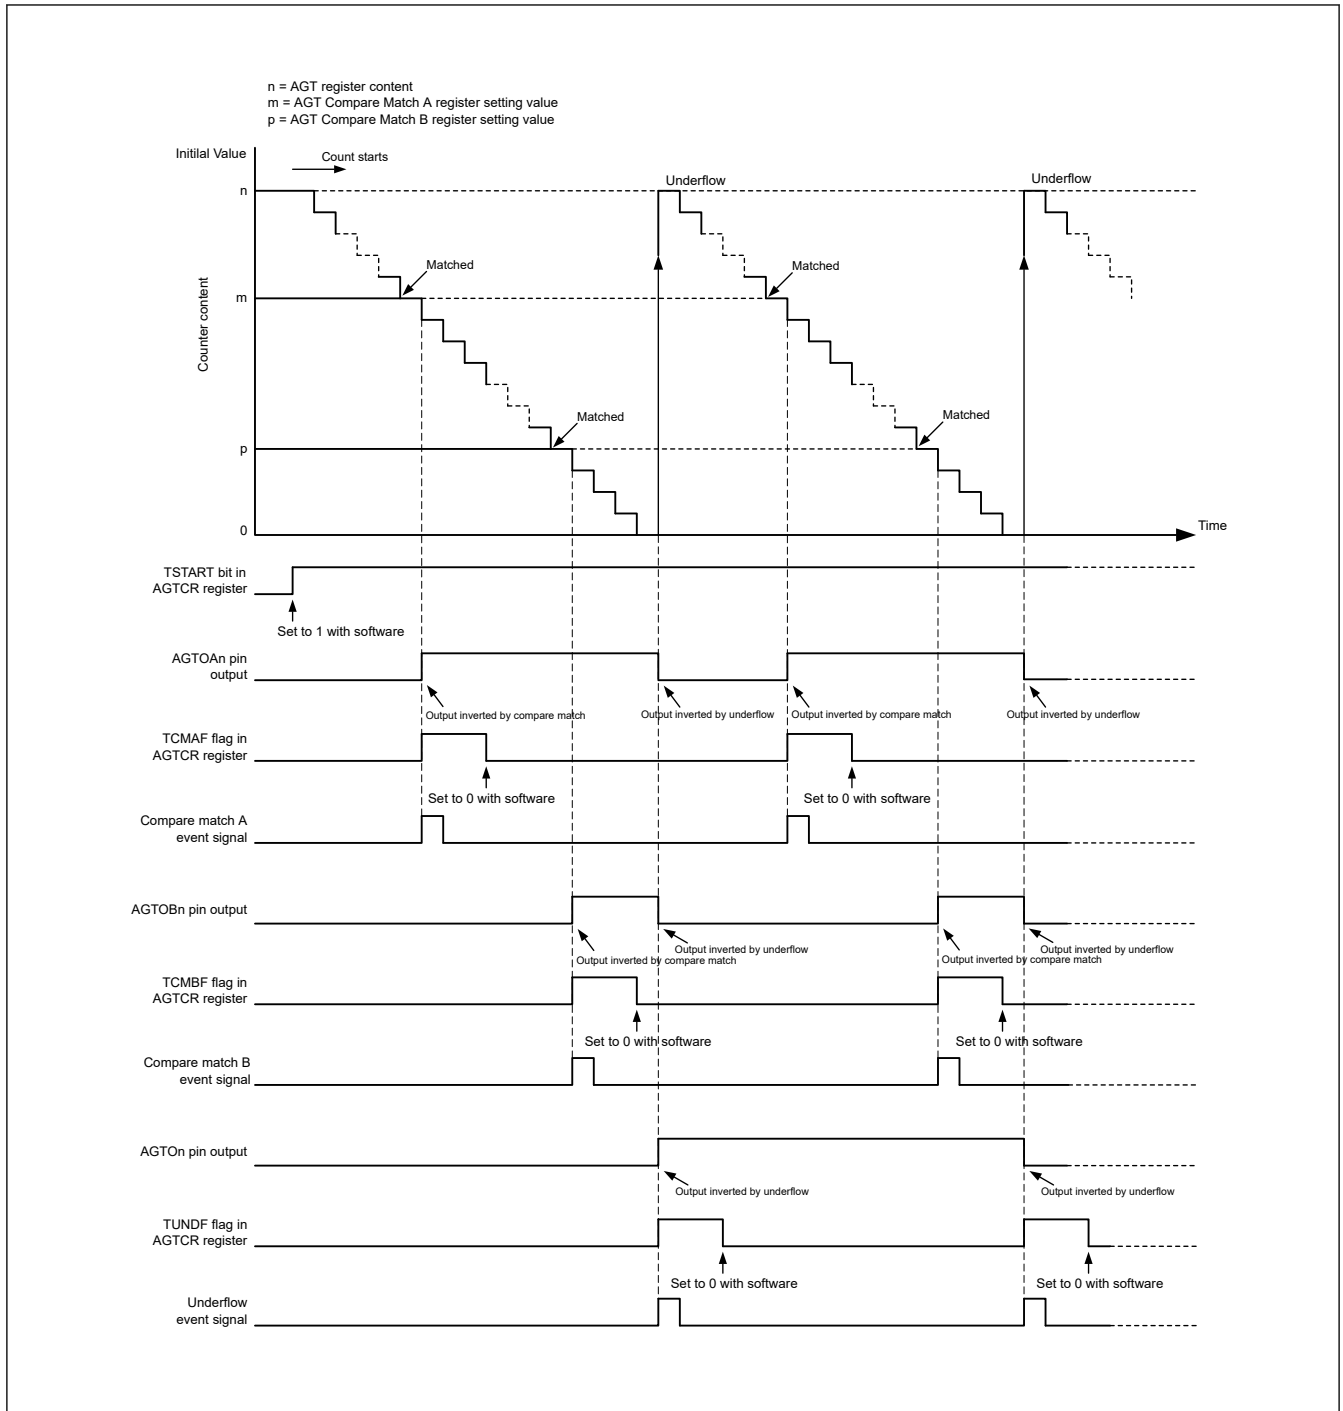 n = AGT register content
m = AGT Compare Match A register setting value
p = AGT Compare Match B register setting value
Initilal Value
Count starts
Underflow
Underflow
n
Matched
Matched
m
Counter content
Matched
Matched
p
0
Time
TSTART bit in
AGTCR register
Set to 1 with software
AGTOAn pin
output
Output inverted by compare match
Output inverted by underflow
Output inverted by compare match
Output inverted by underflow
TCMAF flag in
AGTCR register
Set to 0 with software
Set to 0 with software
Compare match A
event signal
AGTOBn pin output
Output inverted by underflow
Output inverted by compare match
Output inverted by underflow
Output inverted by compare match
TCMBF flag in
AGTCR register
Set to 0 with software
Set to 0 with software
Compare match B
event signal
AGTOn pin output
Output inverted by underflow
Output inverted by underflow
TUNDF flag in
AGTCR register
Set to 0 with software
Set to 0 with software
Underflow
event signal